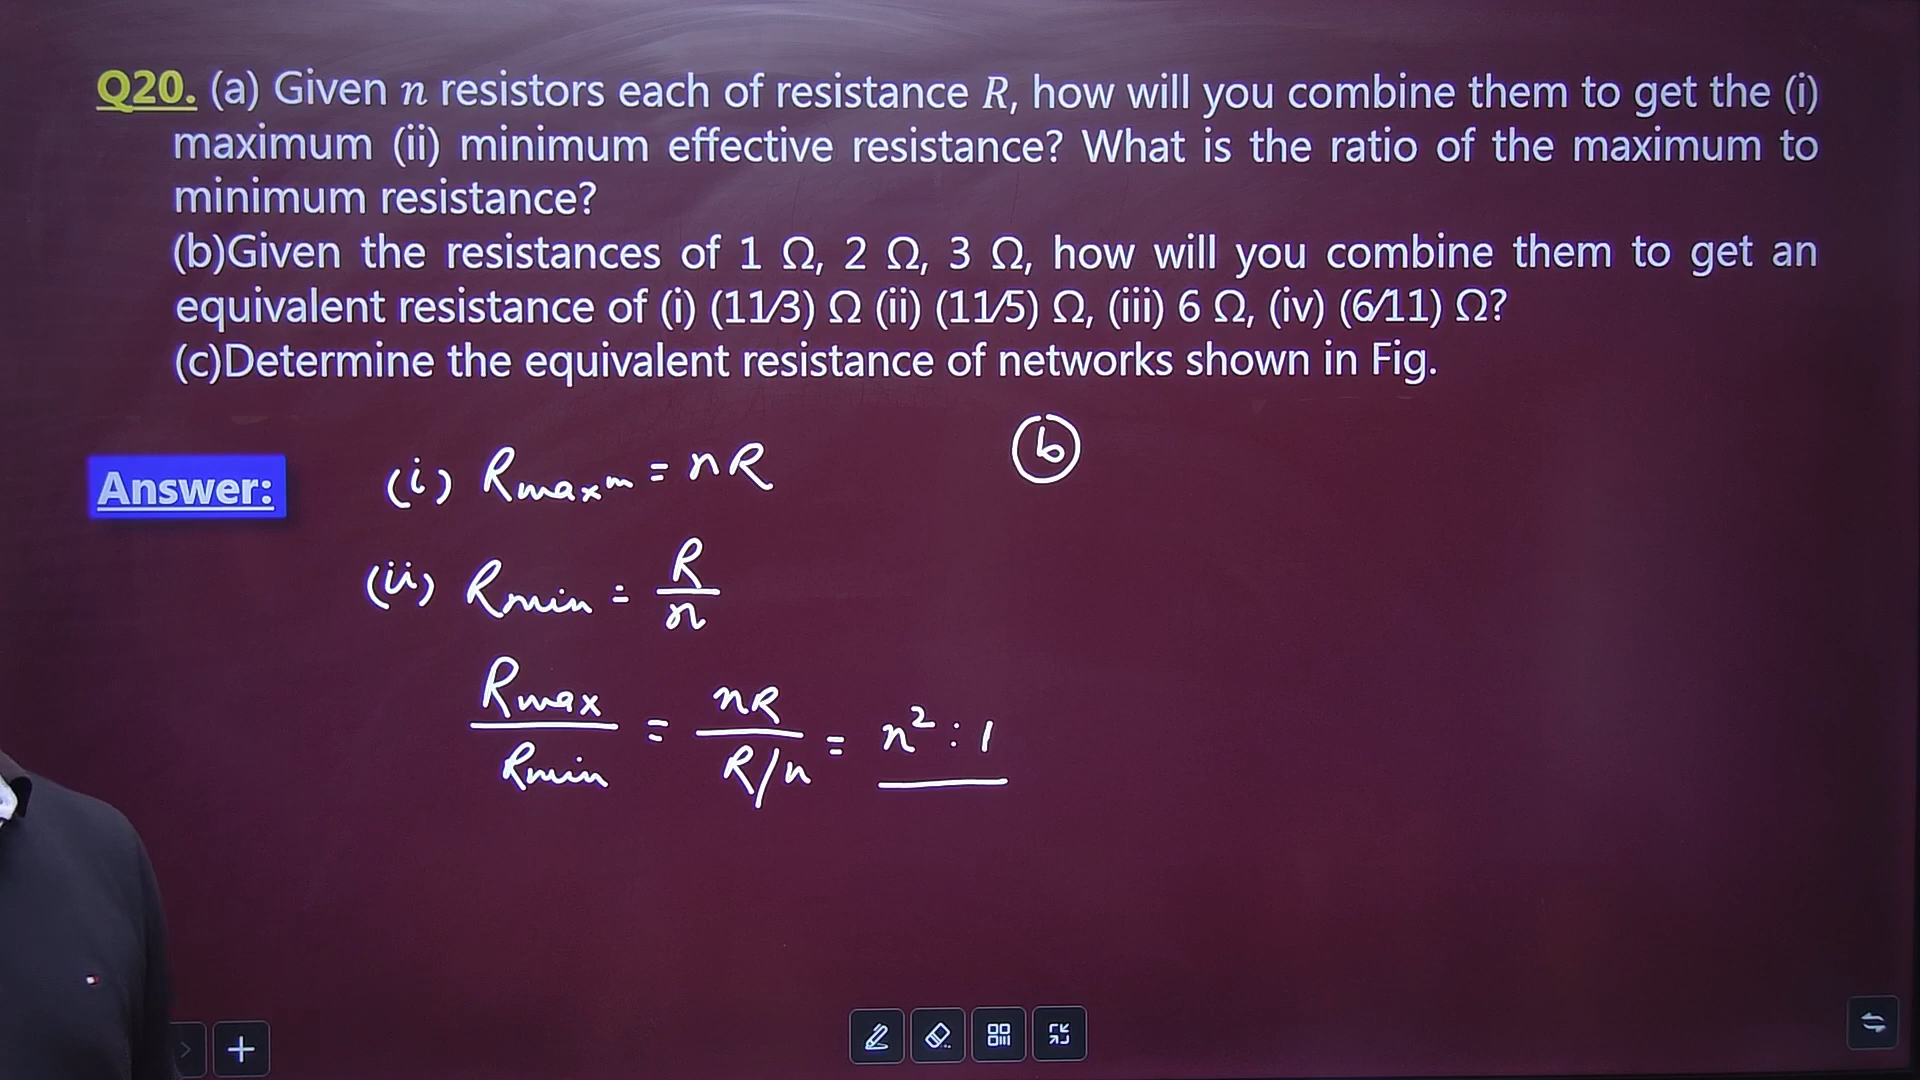 Q20. (a) Given n resistors each of resistance R, how will you combine them to get the (i)
maximum (ii) minimum effective resistance? What is the ratio of the maximum to
minimum resistance?
(b)Given the resistances of 1 Ω, 2 Ω, 3 Ω, how will you combine them to get an
equivalent resistance of (i) (11/3) Ω (ii) (11/5) Ω, (iii) 6 Ω, (iv) (6/11) Ω?
(c)Determine the equivalent resistance of networks shown in Fig.
Answer:
(i) Rmaxm = nR
(ii) Rmin = R/n
Rmax/Rmin = nR/(R/n) = n² : 1
b